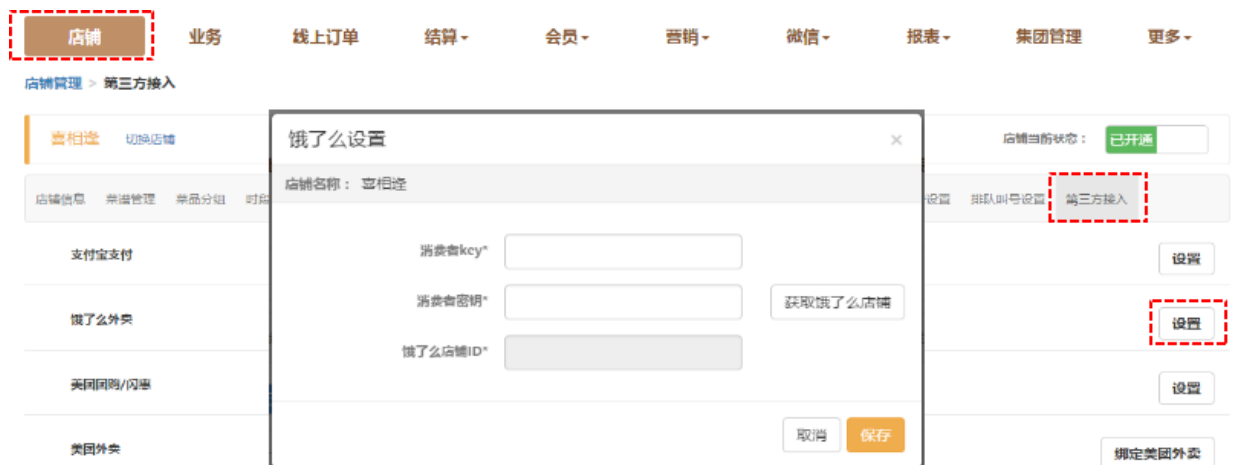 店铺 业务 线上订单 结算 会员 营销 微信 报表 集团管理 更多
店铺管理 > 第三方接入
喜相逢 切换店铺 店铺当前状态： 已开通
饿了么设置 ×
店铺名称： 喜相逢
店铺信息 菜谱管理 菜品分组 时段 设置 排队叫号设置 第三方接入
消费者key*
支付宝支付 设置
消费者密钥* 获取饿了么店铺
饿了么外卖 设置
饿了么店铺ID*
美团团购/闪惠 设置
取消 保存
美团外卖 绑定美团外卖